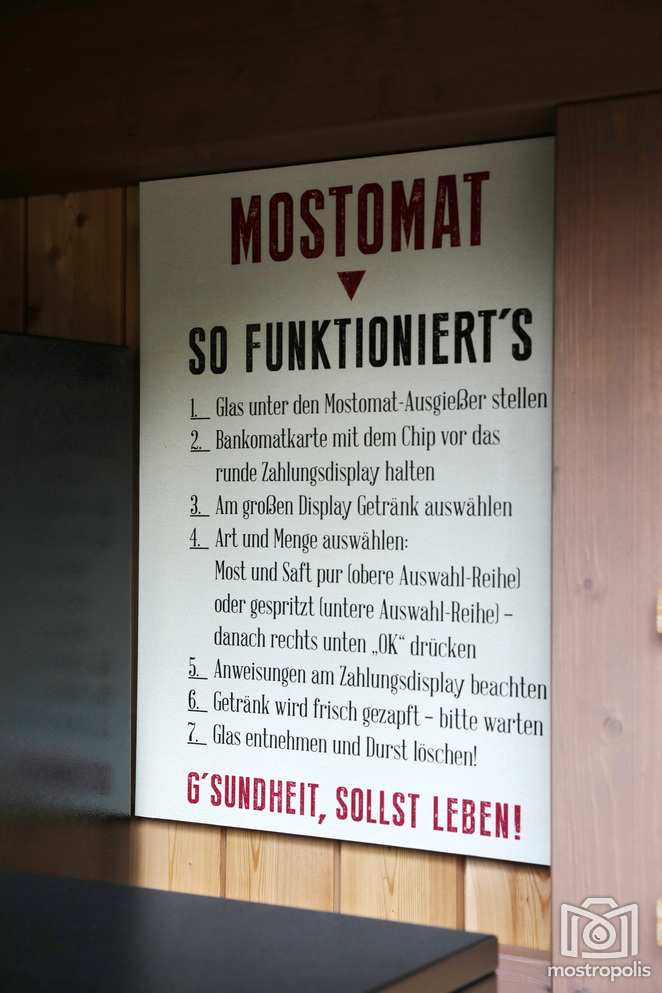 MOSTOMAT
SO FUNKTIONIERT´S
1. Glas unter den Mostomat-Ausgießer stellen
2. Bankomatkarte mit dem Chip vor das
runde Zahlungsdisplay halten
3. Am großen Display Getränk auswählen
4. Art und Menge auswählen:
Most und Saft pur (obere Auswahl-Reihe)
oder gespritzt (untere Auswahl-Reihe) –
danach rechts unten „OK“ drücken
5. Anweisungen am Zahlungsdisplay beachten
6. Getränk wird frisch gezapft – bitte warten
7. Glas entnehmen und Durst löschen!
G´SUNDHEIT, SOLLST LEBEN!
mostropolis